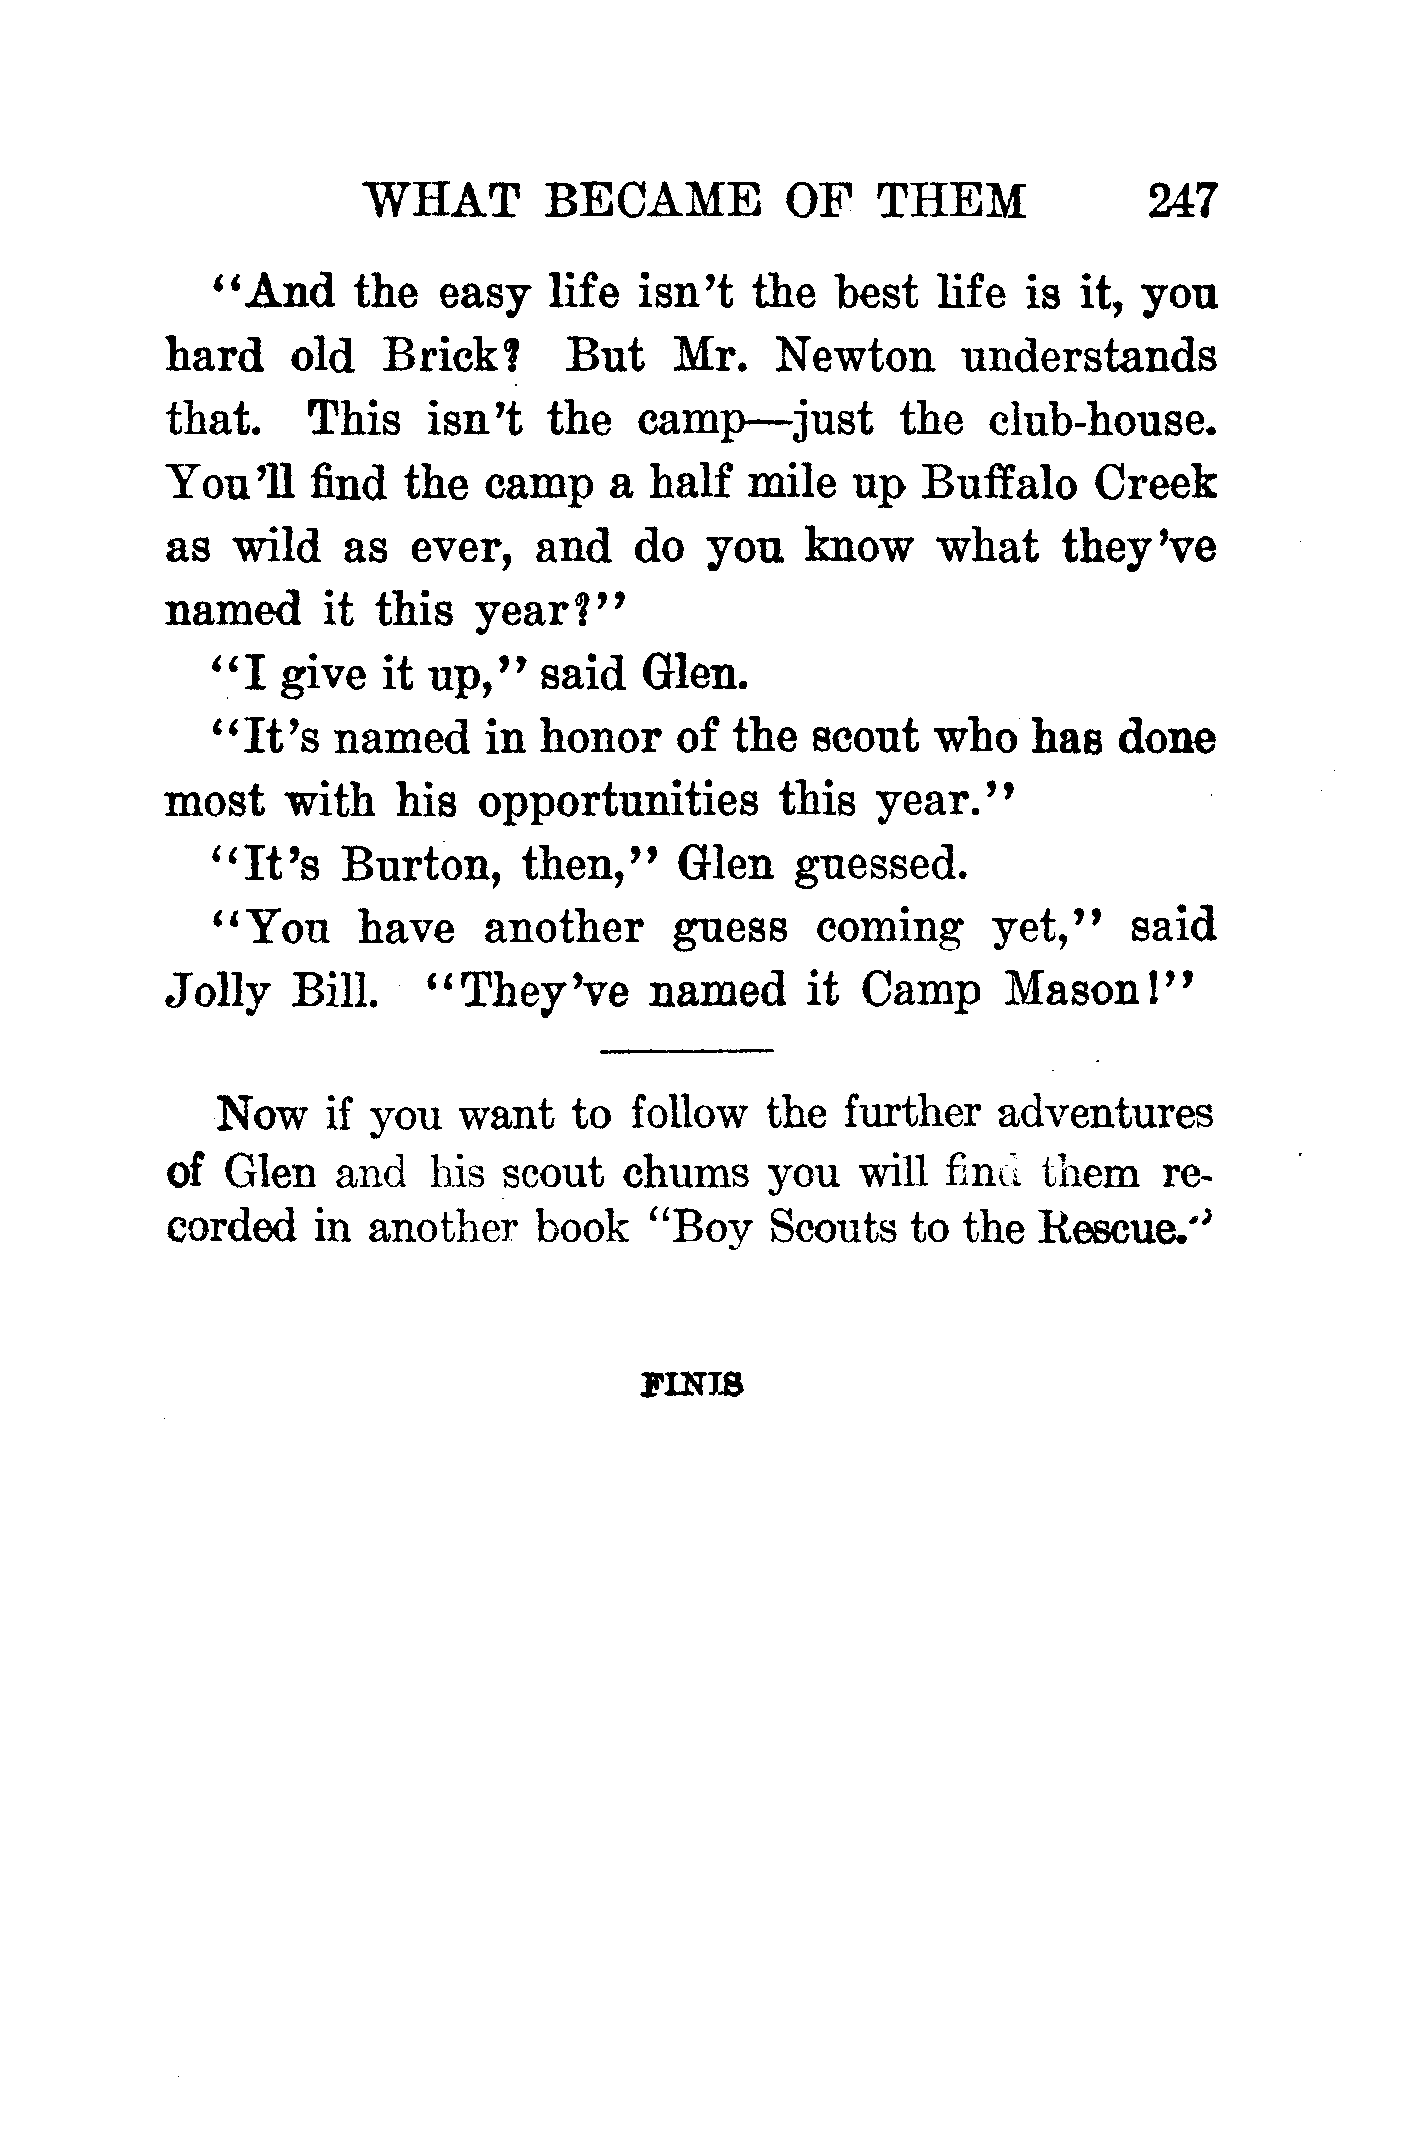 WHAT BECAME OF THEM 247
"And the easy life isn't the best life is it, you
hard old Brick? But Mr. Newton understands
that. This isn't the camp—just the club-house.
You'll find the camp a half mile up Buffalo Creek
as wild as ever, and do you know what they've
named it this year?"
"I give it up," said Glen.
"It's named in honor of the scout who has done
most with his opportunities this year."
"It's Burton, then," Glen guessed.
"You have another guess coming yet," said
Jolly Bill. "They've named it Camp Mason!"
Now if you want to follow the further adventures
of Glen and his scout chums you will find them re-
corded in another book "Boy Scouts to the Rescue."
FINIS